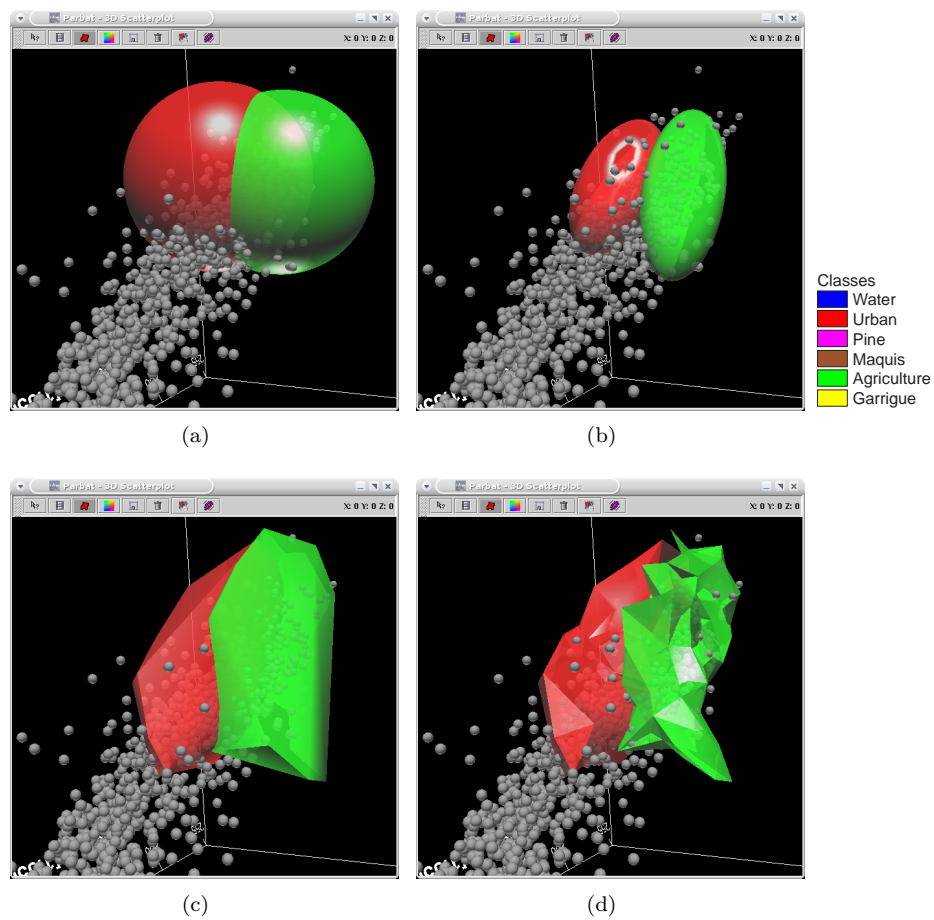 Parbat - 3D Scatterplot
X: 0 Y: 0 Z: 0
Parbat - 3D Scatterplot
X: 0 Y: 0 Z: 0
Classes
Water
Urban
Pine
Maquis
Agriculture
Garrigue
(a)
(b)
Parbat - 3D Scatterplot
X: 0 Y: 0 Z: 0
Parbat - 3D Scatterplot
X: 0 Y: 0 Z: 0
(c)
(d)